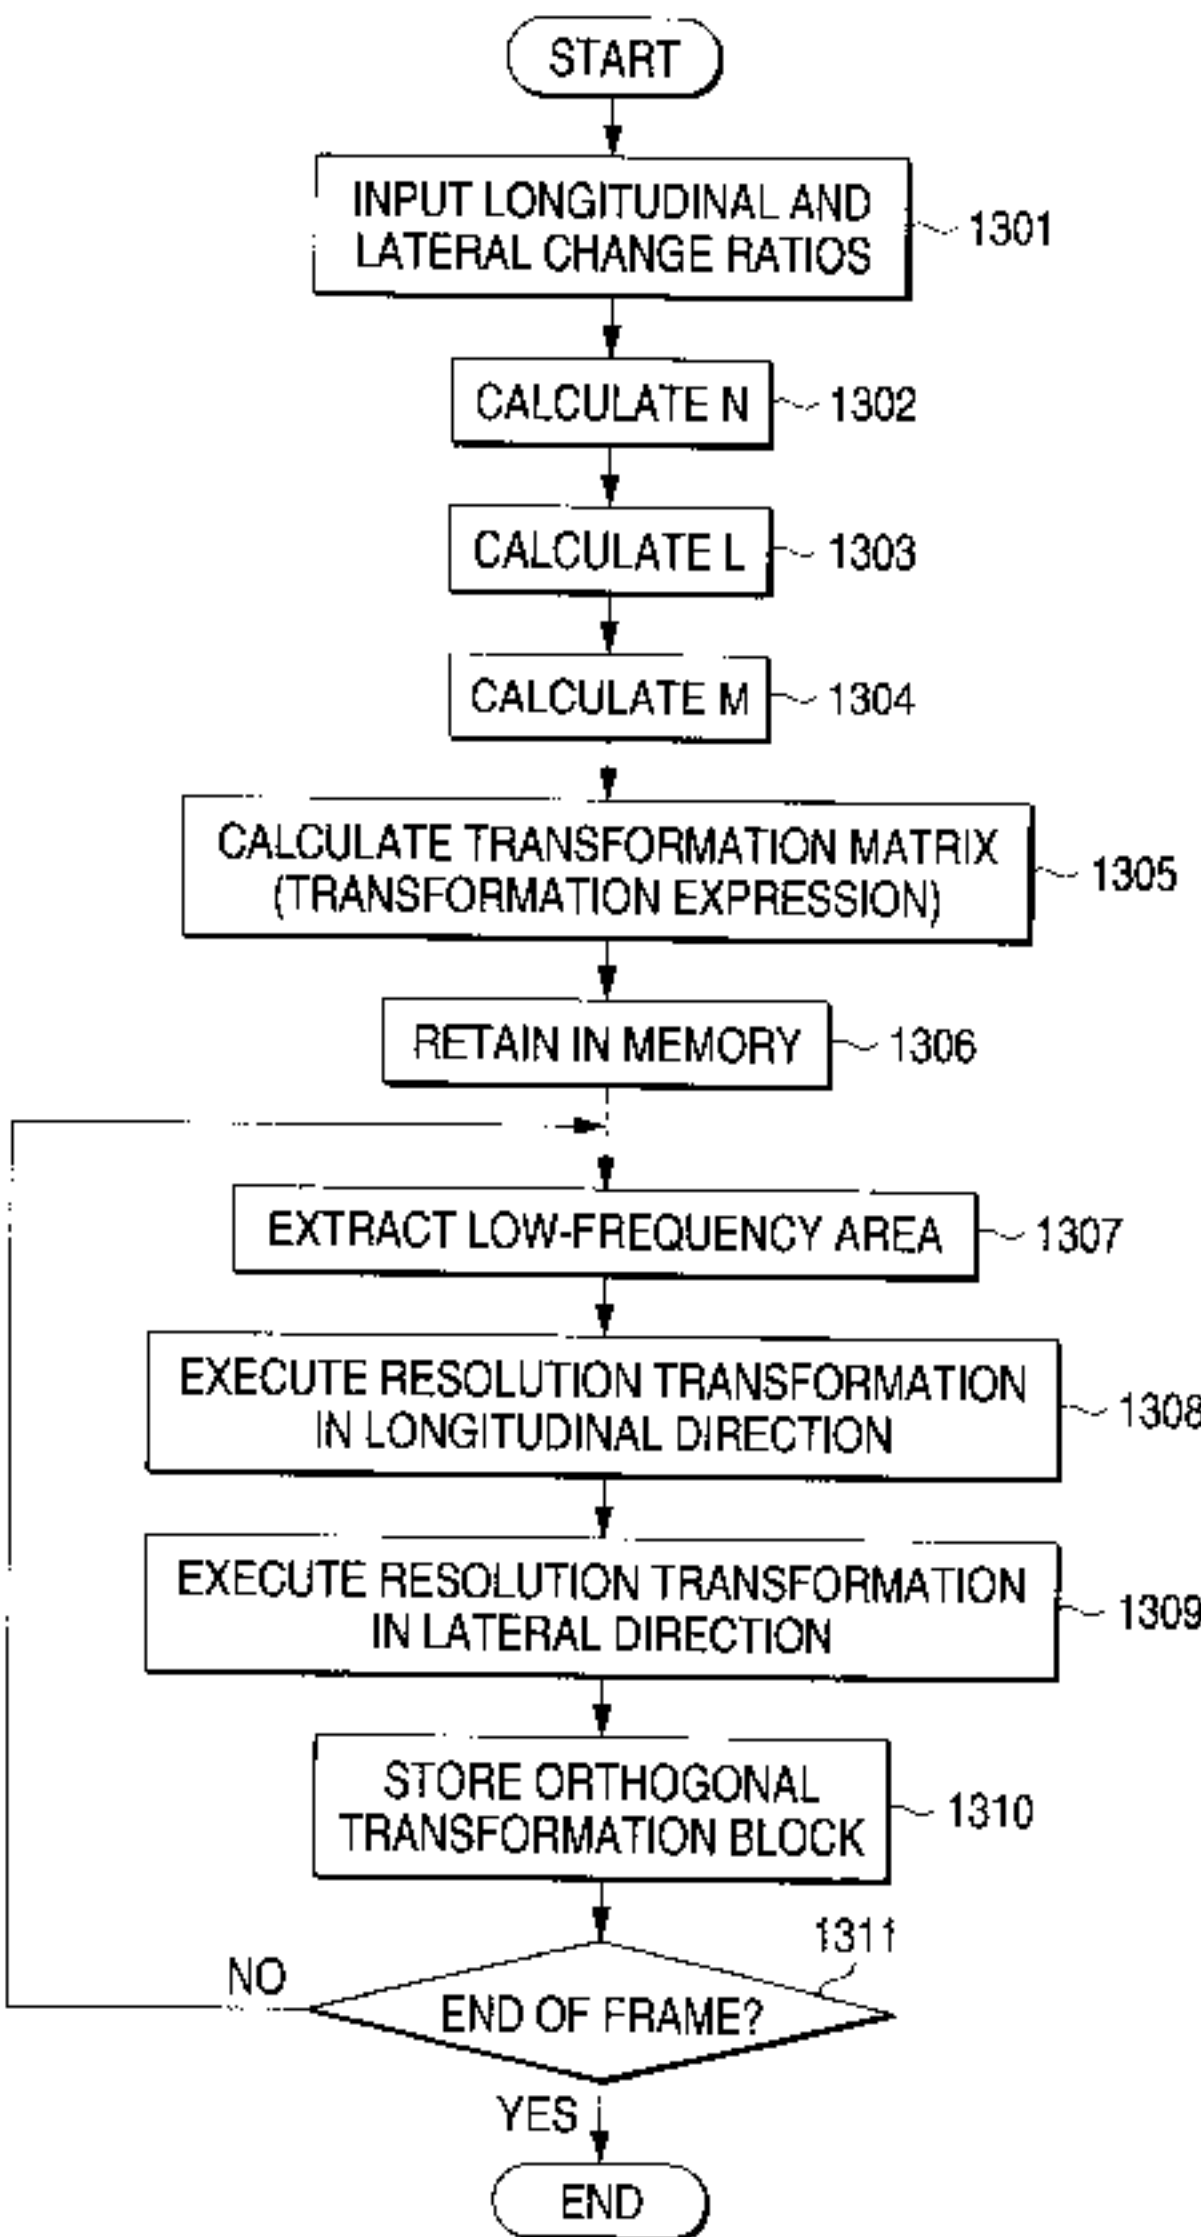 START
INPUT LONGITUDINAL AND
LATERAL CHANGE RATIOS
1301
CALCULATE N
1302
CALCULATE L
1303
CALCULATE M
1304
CALCULATE TRANSFORMATION MATRIX
(TRANSFORMATION EXPRESSION)
1305
RETAIN IN MEMORY
1306
EXTRACT LOW-FREQUENCY AREA
1307
EXECUTE RESOLUTION TRANSFORMATION
IN LONGITUDINAL DIRECTION
1308
EXECUTE RESOLUTION TRANSFORMATION
IN LATERAL DIRECTION
1309
STORE ORTHOGONAL
TRANSFORMATION BLOCK
1310
1311
NO
END OF FRAME?
YES
END